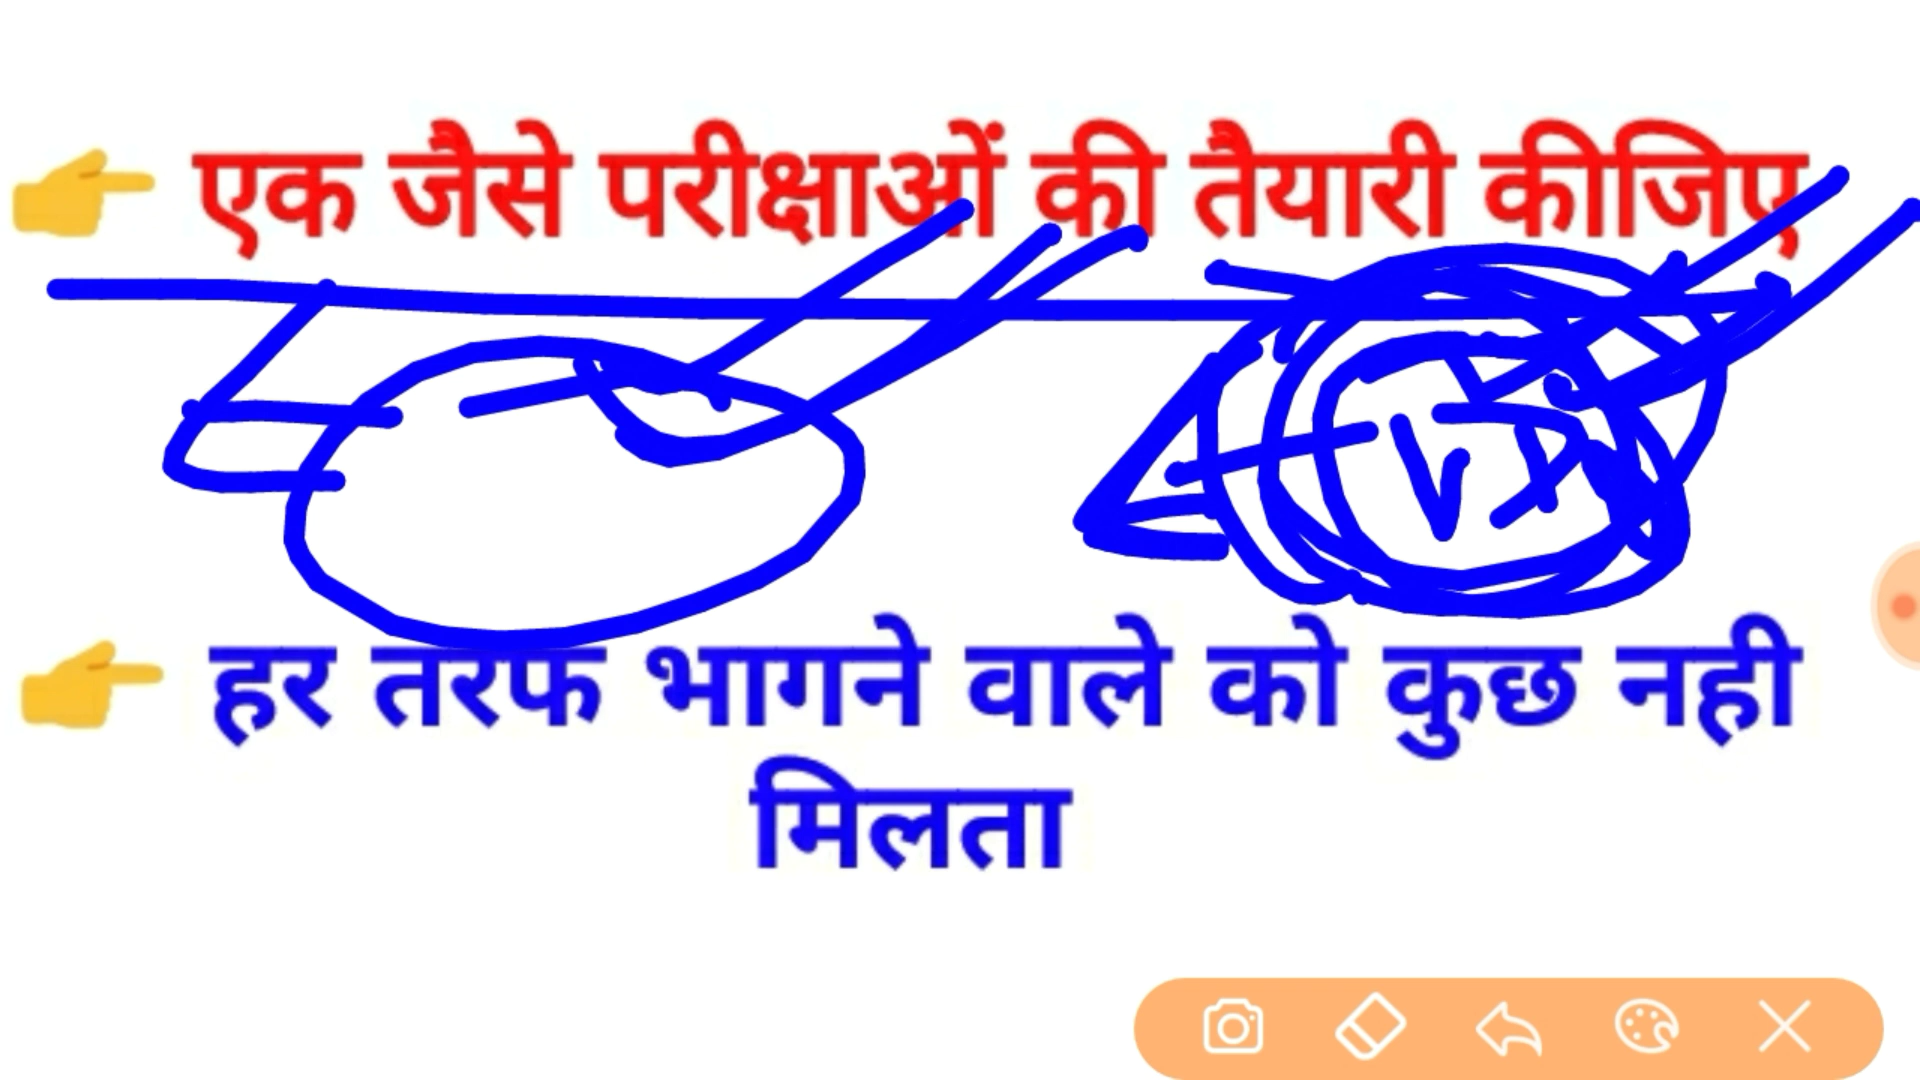 👉 एक जैसे परीक्षाओं की तैयारी कीजिए
👉 हर तरफ भागने वाले को कुछ नही
मिलता